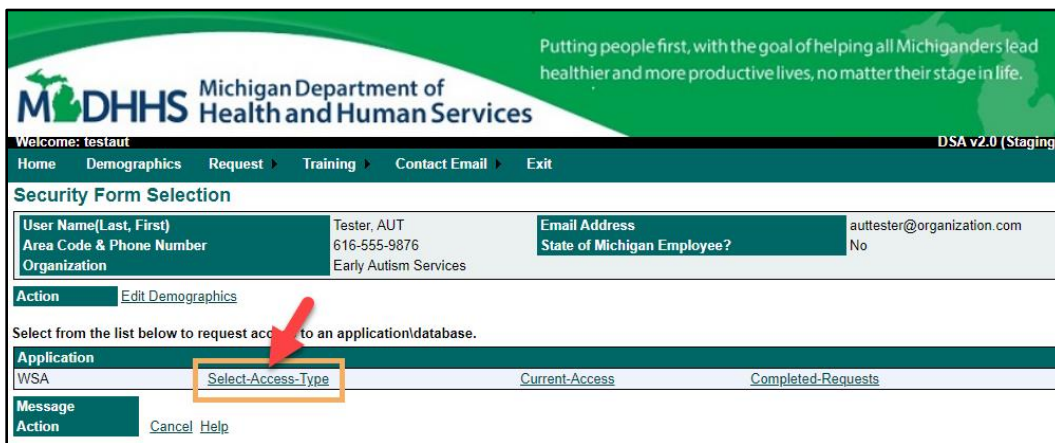 Putting people first, with the goal of helping all Michiganders lead
healthier and more productive lives, no matter their stage in life.
MDHHS Michigan Department of
Health and Human Services
Welcome: testaut DSA v2.0 (Staging
Home Demographics Request Training Contact Email Exit
Security Form Selection
User Name(Last, First) Tester, AUT Email Address auttester@organization.com
Area Code & Phone Number 616-555-9876 State of Michigan Employee? No
Organization Early Autism Services
Action Edit Demographics
Select from the list below to request to an application\database.
Application
WSA Select-Access-Type Current-Access Completed-Requests
Message
Action Cancel Help